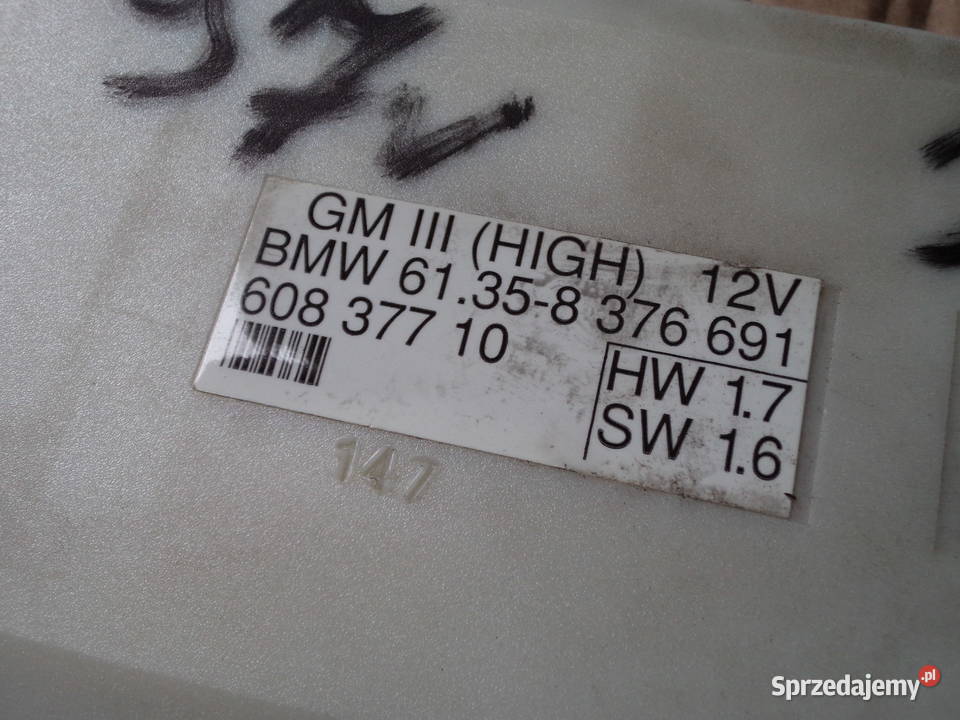 GM III (HIGH) 12V
BMW 61.35-8 376 691
608 377 10
HW 1.7
SW 1.6
147
Sprzedajemy.pl